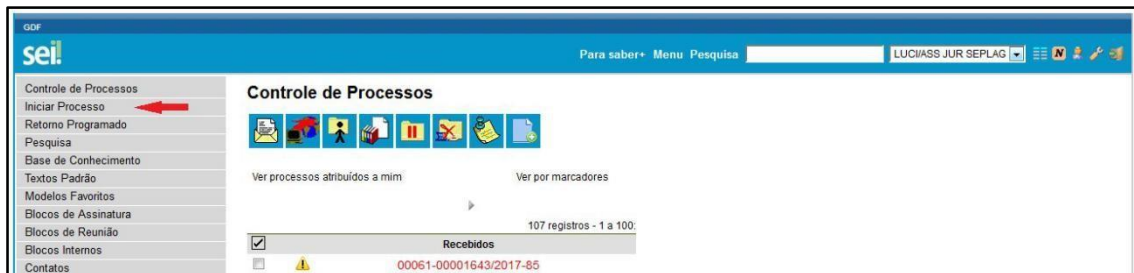 GDF
sei!
Para saber+ Menu Pesquisa LUCI/ASS JUR SEPLAG
Controle de Processos
Iniciar Processo
Retorno Programado
Pesquisa
Base de Conhecimento
Textos Padrão
Modelos Favoritos
Blocos de Assinatura
Blocos de Reunião
Blocos Internos
Contatos
Controle de Processos
Ver processos atribuídos a mim Ver por marcadores
107 registros - 1 a 100:
Recebidos
00061-00001643/2017-85